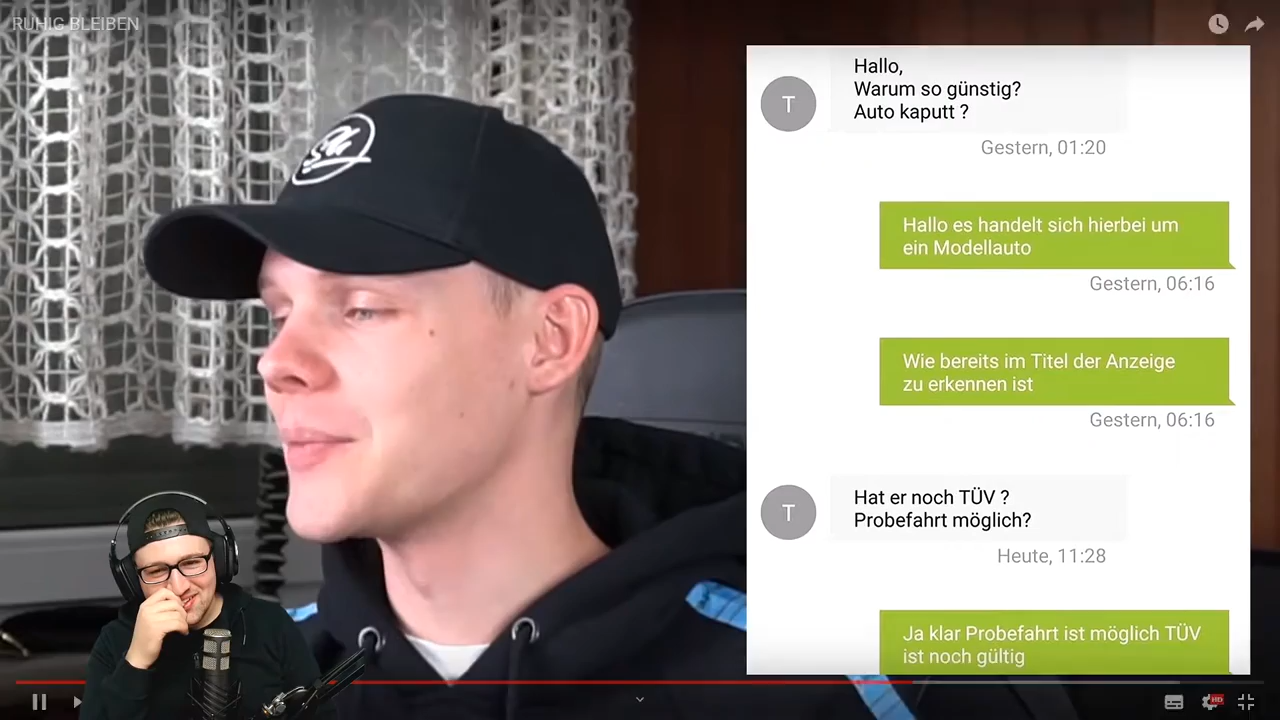 RUHIG BLEIBEN
Hallo,
Warum so günstig?
Auto kaputt ?
T
Gestern, 01:20
Hallo es handelt sich hierbei um
ein Modellauto
Gestern, 06:16
Wie bereits im Titel der Anzeige
zu erkennen ist
Gestern, 06:16
Hat er noch TÜV ?
Probefahrt möglich?
T
Heute, 11:28
Ja klar Probefahrt ist möglich TÜV
ist noch gültig
HD